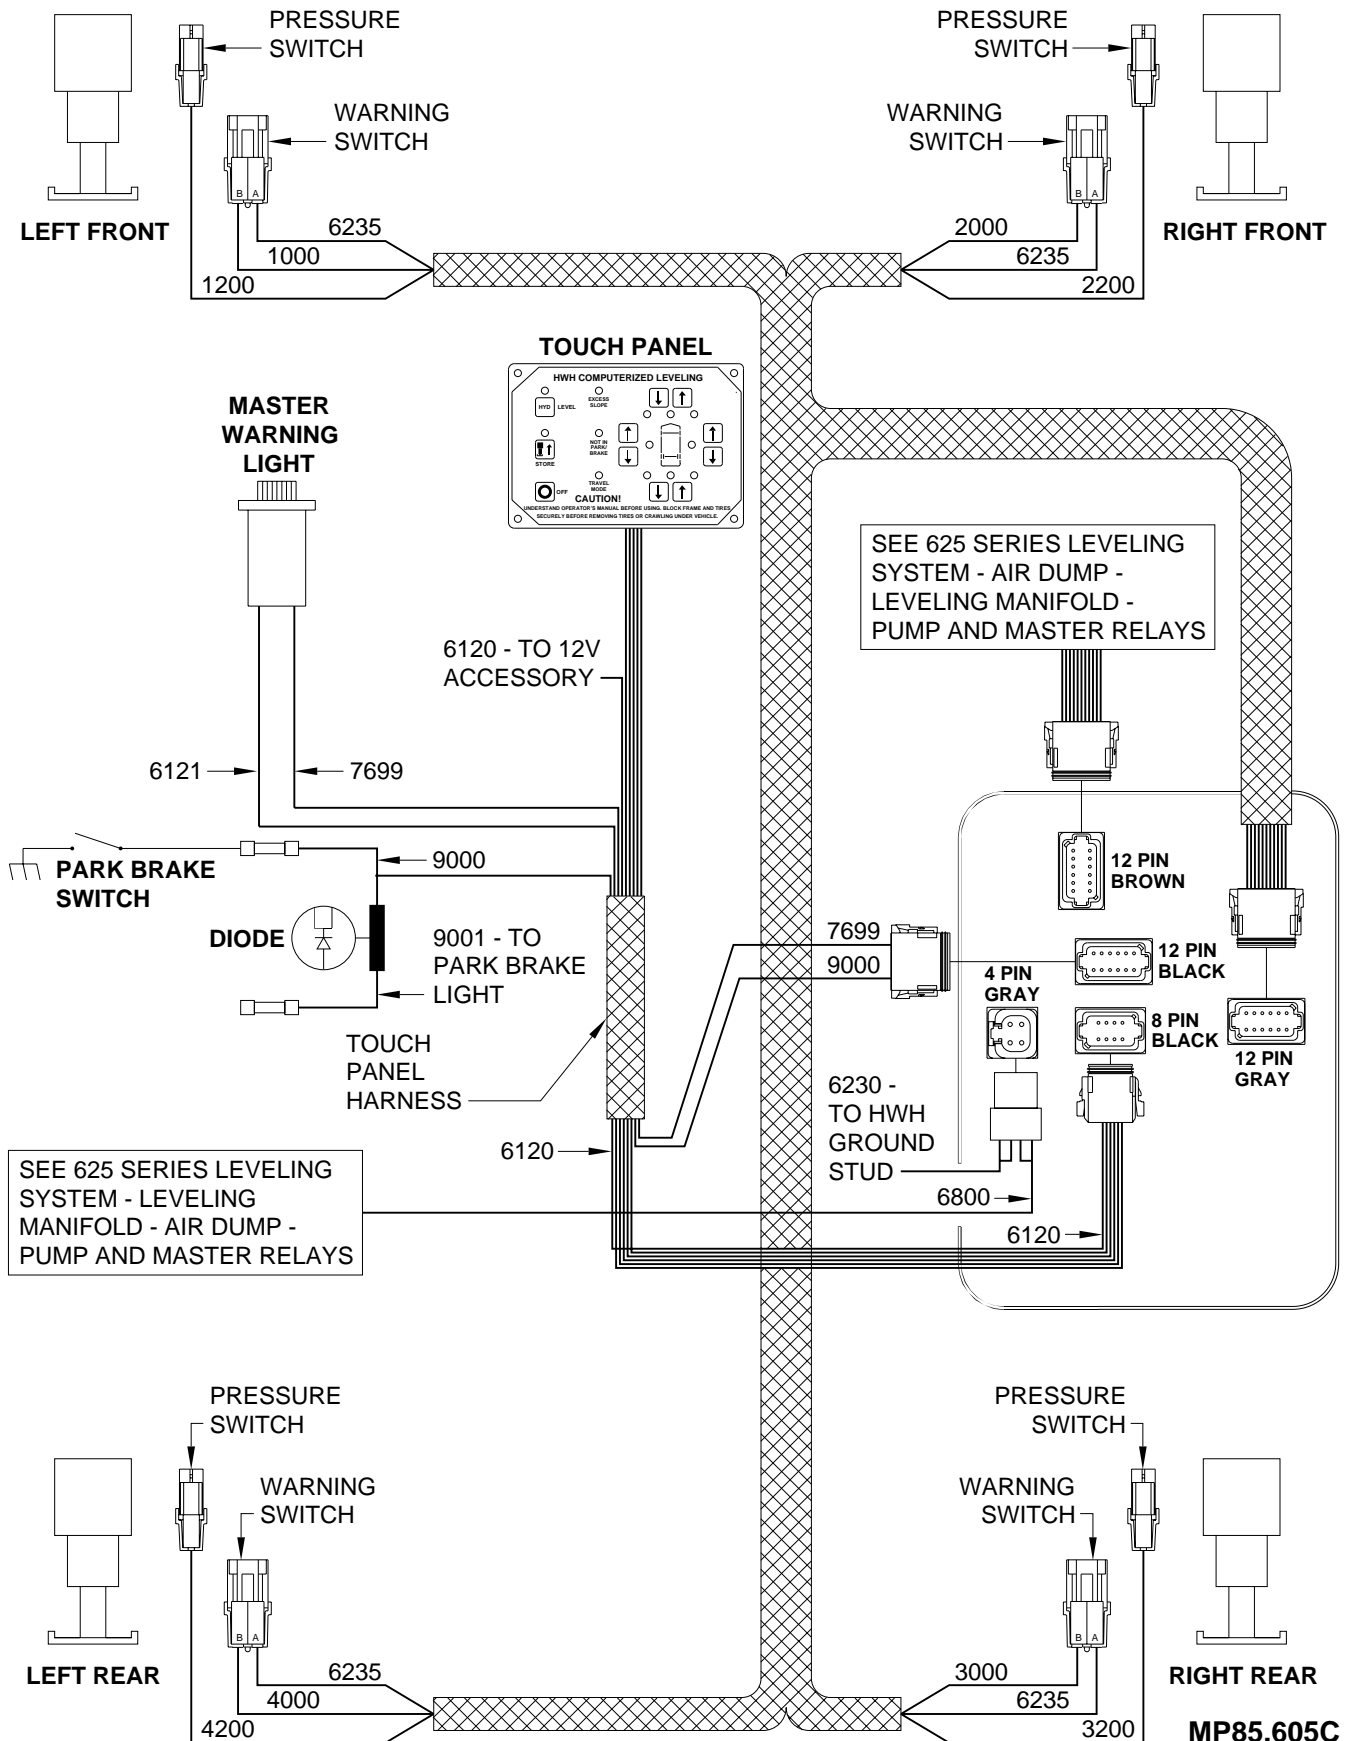 PRESSURE
SWITCH
PRESSURE
SWITCH
WARNING
SWITCH
WARNING
SWITCH
B A
B A
LEFT FRONT
RIGHT FRONT
6235
1000
1200
2000
6235
2200
TOUCH PANEL
HWH COMPUTERIZED LEVELING
HYD
LEVEL
EXCESS
SLOPE
STORE
NOT IN
PARK/
BRAKE
OFF
TRAVEL
MODE
CAUTION!
UNDERSTAND OPERATOR'S MANUAL BEFORE USING. BLOCK FRAME AND TIRES
SECURELY BEFORE REMOVING TIRES OR CRAWLING UNDER VEHICLE.
MASTER
WARNING
LIGHT
SEE 625 SERIES LEVELING
SYSTEM - AIR DUMP -
LEVELING MANIFOLD -
PUMP AND MASTER RELAYS
6120 - TO 12V
ACCESSORY
6121
7699
PARK BRAKE
SWITCH
9000
12 PIN
BROWN
DIODE
9001 - TO
PARK BRAKE
LIGHT
7699
9000
12 PIN
BLACK
4 PIN
GRAY
8 PIN
BLACK
12 PIN
GRAY
TOUCH
PANEL
HARNESS
6230 -
TO HWH
GROUND
STUD
6120
6800
6120
SEE 625 SERIES LEVELING
SYSTEM - LEVELING
MANIFOLD - AIR DUMP -
PUMP AND MASTER RELAYS
PRESSURE
SWITCH
PRESSURE
SWITCH
WARNING
SWITCH
WARNING
SWITCH
B A
B A
LEFT REAR
RIGHT REAR
6235
4000
4200
3000
6235
3200
MP85.605C